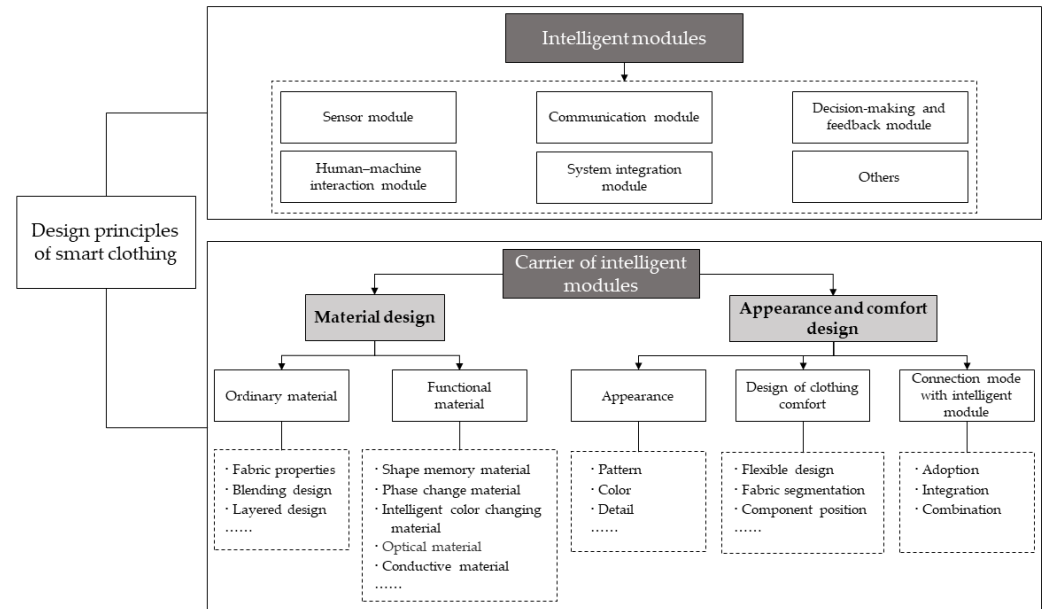 Intelligent modules
Sensor module
Communication module
Decision-making and
feedback module
Human–machine
interaction module
System integration
module
Others
Design principles
of smart clothing
Carrier of intelligent
modules
Material design
Appearance and comfort
design
Ordinary material
Functional
material
Appearance
Design of clothing
comfort
Connection mode
with intelligent
module
· Fabric properties
· Blending design
· Layered design
……
· Shape memory material
· Phase change material
· Intelligent color changing
material
· Optical material
· Conductive material
……
· Pattern
· Color
· Detail
……
· Flexible design
· Fabric segmentation
· Component position
……
· Adoption
· Integration
· Combination